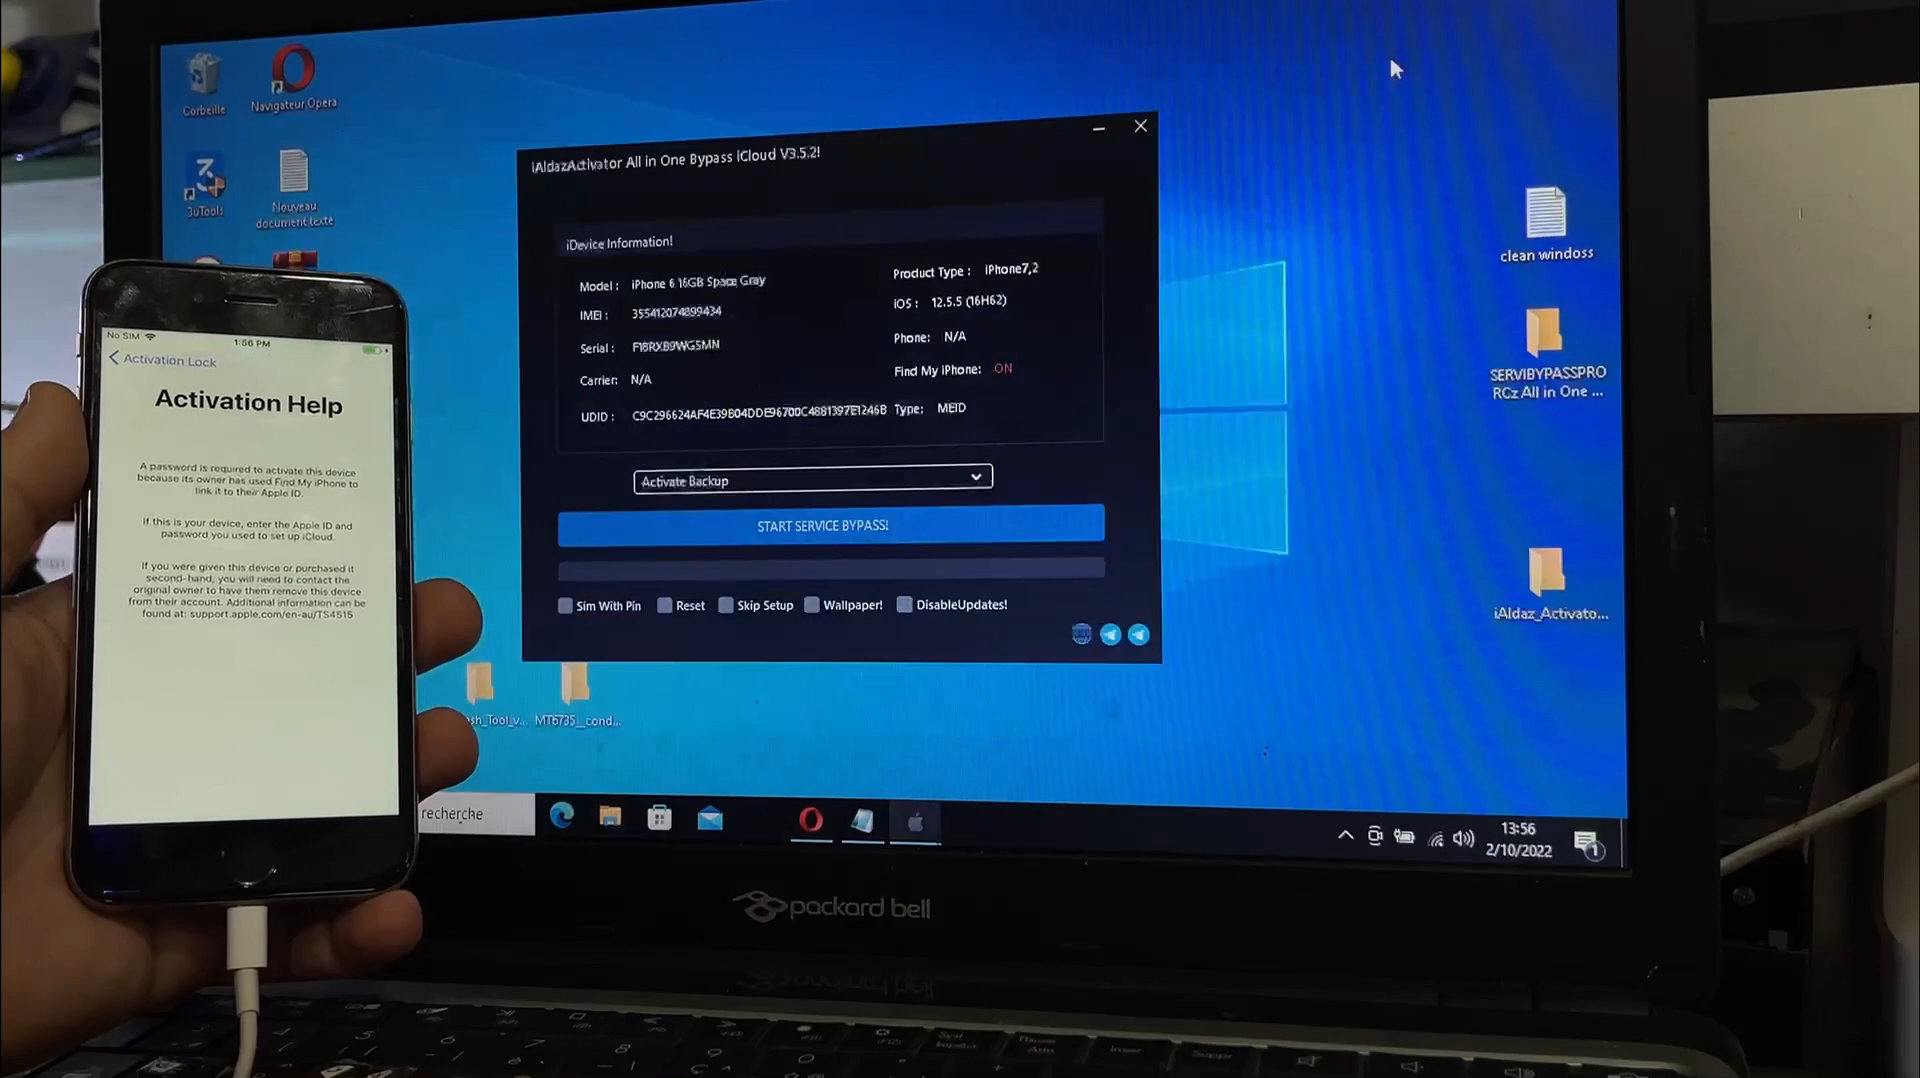 Corbeille
Navigateur Opera
3uTools
Nouveau
document texte
clean windoss
SERVIBYPASSPRO
RCz All in One ...
iAldaz_Activato...
sh_Tool_v...
MT6735__cond...
iAldazActivator All in One Bypass iCloud V3.5.2!
iDevice Information!
Model : iPhone 6 16GB Space Gray
Product Type : iPhone7,2
IMEI : 355412074899434
iOS : 12.5.5 (16H62)
Serial : F18RXB9WG5MN
Phone: N/A
Carrier: N/A
Find My iPhone: ON
UDID : C9C296624AF4E39B04DDE96700C4881397E1246B
Type: MEID
Activate Backup
START SERVICE BYPASS!
Sim With Pin
Reset
Skip Setup
Wallpaper!
DisableUpdates!
No SIM
1:56 PM
Activation Lock
Activation Help
A password is required to activate this device
because its owner has used Find My iPhone to
link it to their Apple ID.
If this is your device, enter the Apple ID and
password you used to set up iCloud.
If you were given this device or purchased it
second-hand, you will need to contact the
original owner to have them remove this device
from their account. Additional information can be
found at: support.apple.com/en-au/TS4515
recherche
13:56
2/10/2022
1
packard bell